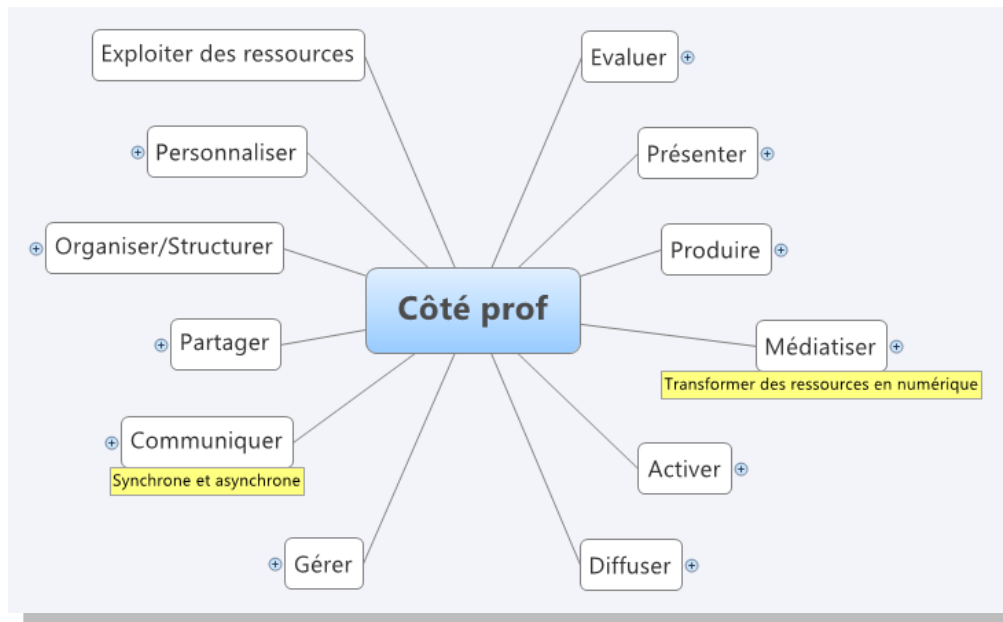 Exploiter des ressources
Evaluer
Personnaliser
Présenter
Organiser/Structurer
Produire
Côté prof
Partager
Médiatiser
Transformer des ressources en numérique
Communiquer
Synchrone et asynchrone
Activer
Gérer
Diffuser